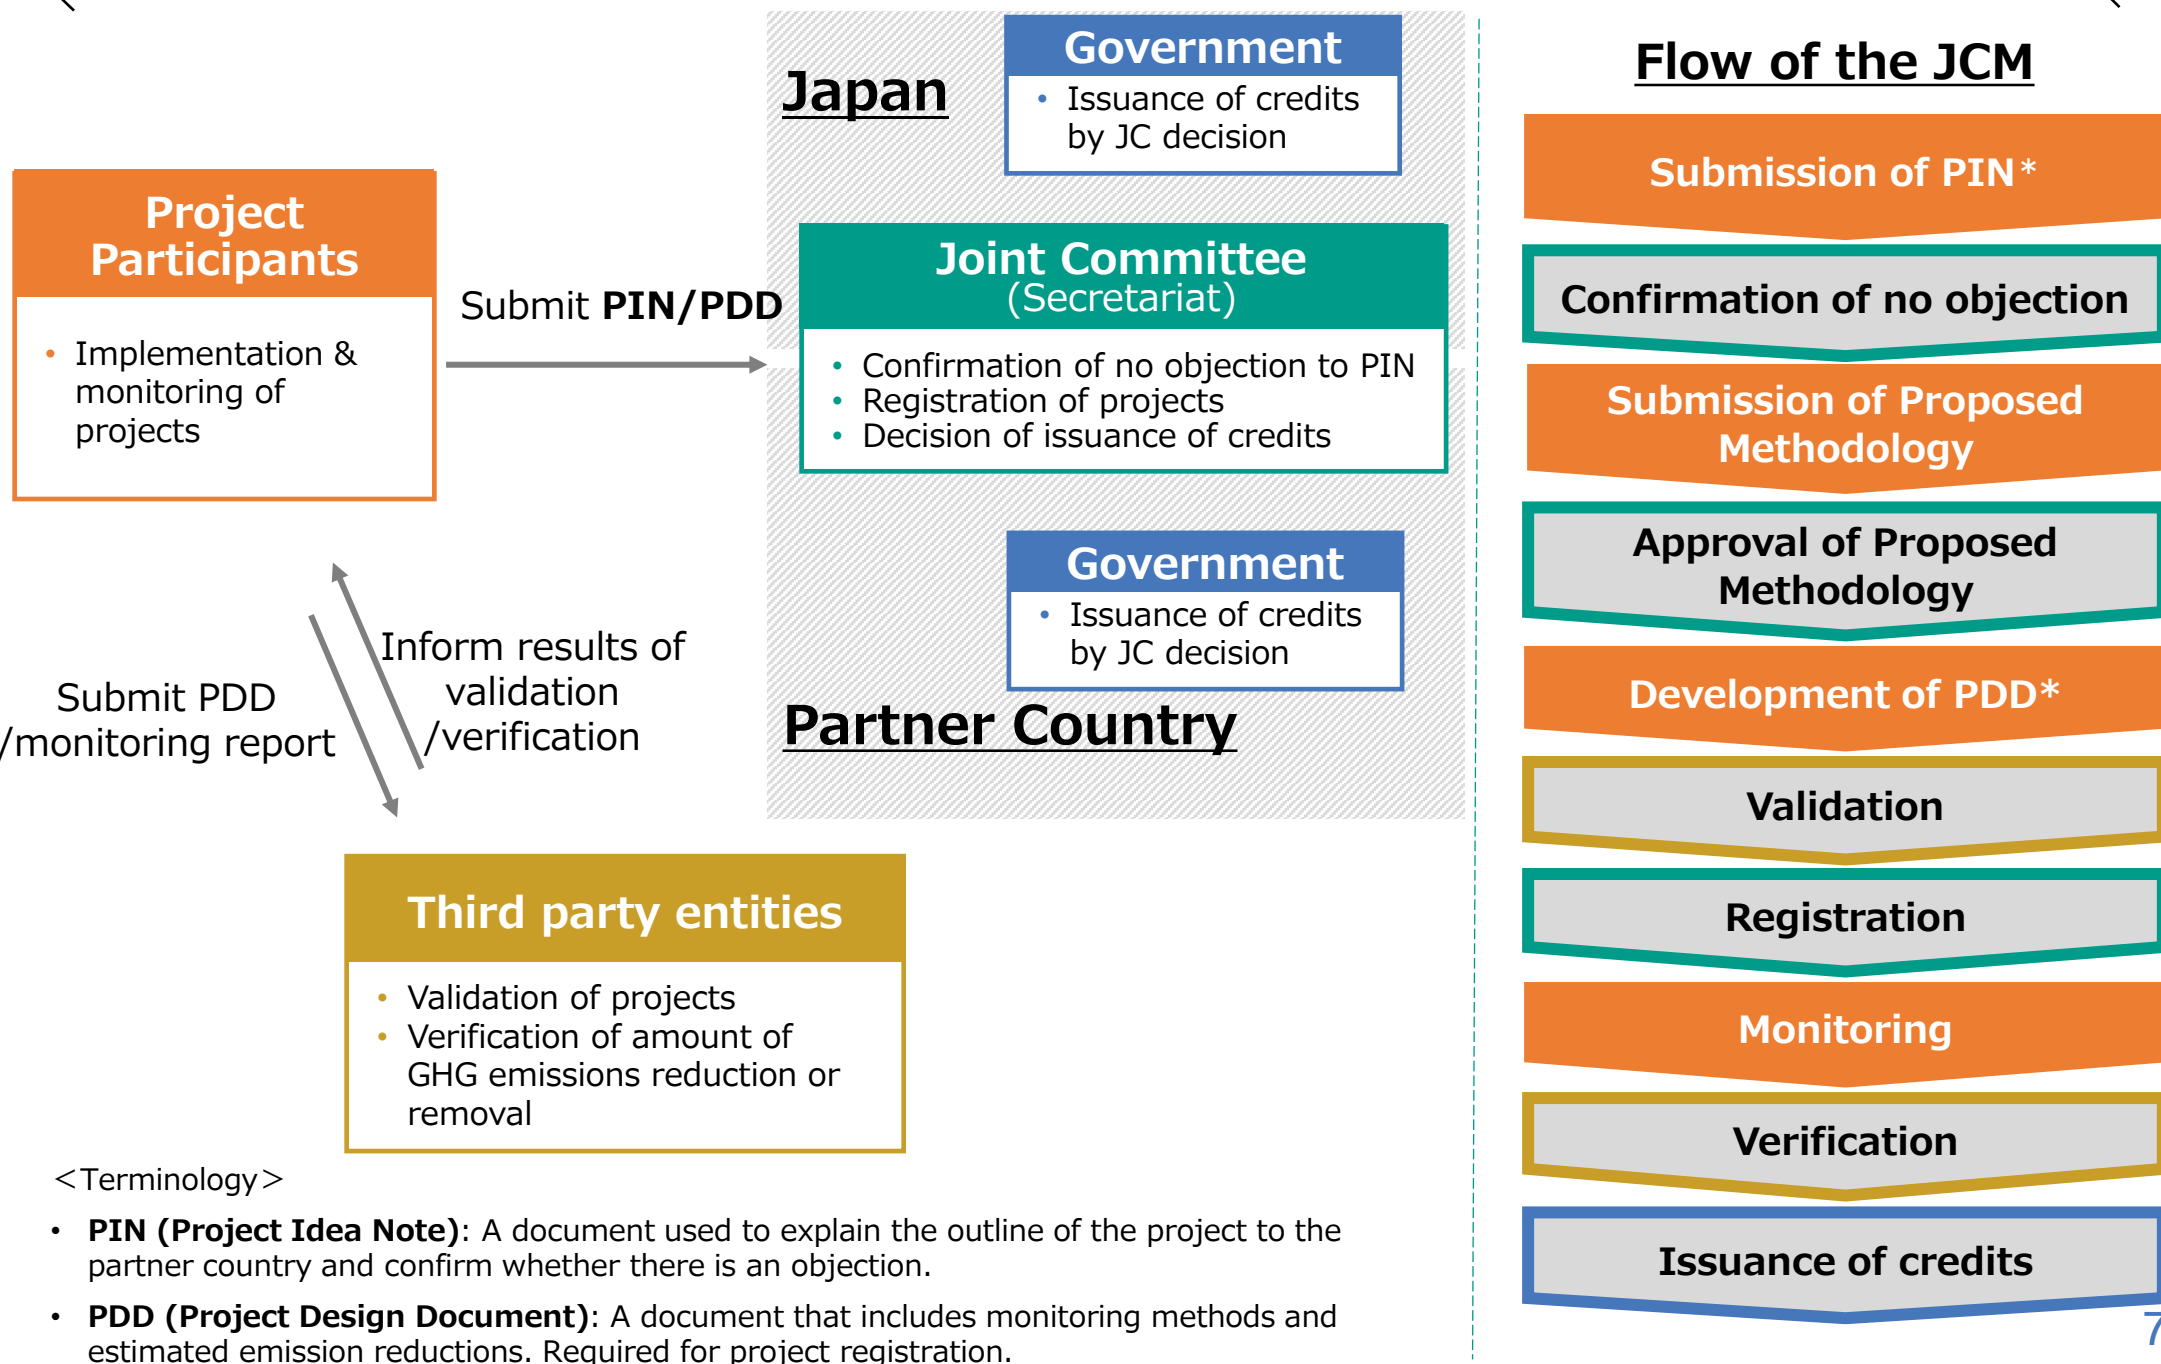 Japan
Government
• Issuance of credits
by JC decision
Project
Participants
• Implementation &
monitoring of
projects
Submit PIN/PDD
Joint Committee
(Secretariat)
• Confirmation of no objection to PIN
• Registration of projects
• Decision of issuance of credits
Government
• Issuance of credits
by JC decision
Partner Country
Submit PDD
/monitoring report
Inform results of
validation
/verification
Third party entities
• Validation of projects
• Verification of amount of
GHG emissions reduction or
removal
<Terminology>
• PIN (Project Idea Note): A document used to explain the outline of the project to the
partner country and confirm whether there is an objection.
• PDD (Project Design Document): A document that includes monitoring methods and
estimated emission reductions. Required for project registration.
Flow of the JCM
Submission of PIN*
Confirmation of no objection
Submission of Proposed
Methodology
Approval of Proposed
Methodology
Development of PDD*
Validation
Registration
Monitoring
Verification
Issuance of credits
7